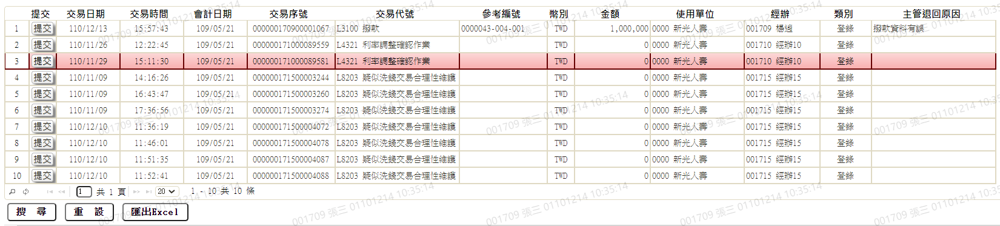 提交 交易日期 交易時間 會計日期 交易序號 交易代號 參考編號 幣別 金額 使用單位 經辦 類別 主管退回原因
1 提交 110/12/13 15:57:43 109/05/21 000000170900001067 L3100 撥款 0000043-004-001 TWD 1,000,000 0000 新光人壽 001709 楊逍 登錄 撥款資料有誤
2 提交 110/11/26 12:22:45 109/05/21 000000171000089559 L4321 利率調整確認作業 TWD 0 0000 新光人壽 001710 經辦10 登錄
3 提交 110/11/29 15:11:30 109/05/21 000000171000089581 L4321 利率調整確認作業 TWD 0 0000 新光人壽 001710 經辦10 登錄
4 提交 110/11/09 14:16:26 109/05/21 000000171500003244 L8203 疑似洗錢交易合理性維護 TWD 0 0000 新光人壽 001715 經辦15 登錄
5 提交 110/11/09 16:43:47 109/05/21 000000171500003260 L8203 疑似洗錢交易合理性維護 TWD 0 0000 新光人壽 001715 經辦15 登錄
6 提交 110/11/09 17:36:56 109/05/21 000000171500003274 L8203 疑似洗錢交易合理性維護 TWD 0 0000 新光人壽 001715 經辦15 登錄
7 提交 110/12/10 11:36:19 109/05/21 000000171500004072 L8203 疑似洗錢交易合理性維護 TWD 0 0000 新光人壽 001715 經辦15 登錄
8 提交 110/12/10 11:46:01 109/05/21 000000171500004078 L8203 疑似洗錢交易合理性維護 TWD 0 0000 新光人壽 001715 經辦15 登錄
9 提交 110/12/10 11:51:35 109/05/21 000000171500004087 L8203 疑似洗錢交易合理性維護 TWD 0 0000 新光人壽 001715 經辦15 登錄
10 提交 110/12/10 11:52:41 109/05/21 000000171500004088 L8203 疑似洗錢交易合理性維護 TWD 0 0000 新光人壽 001715 經辦15 登錄
1 共 1 頁 20 1 - 10 共 10 條
搜 尋 重 設 匯出Excel
001709 張三 01101214 10:35:14